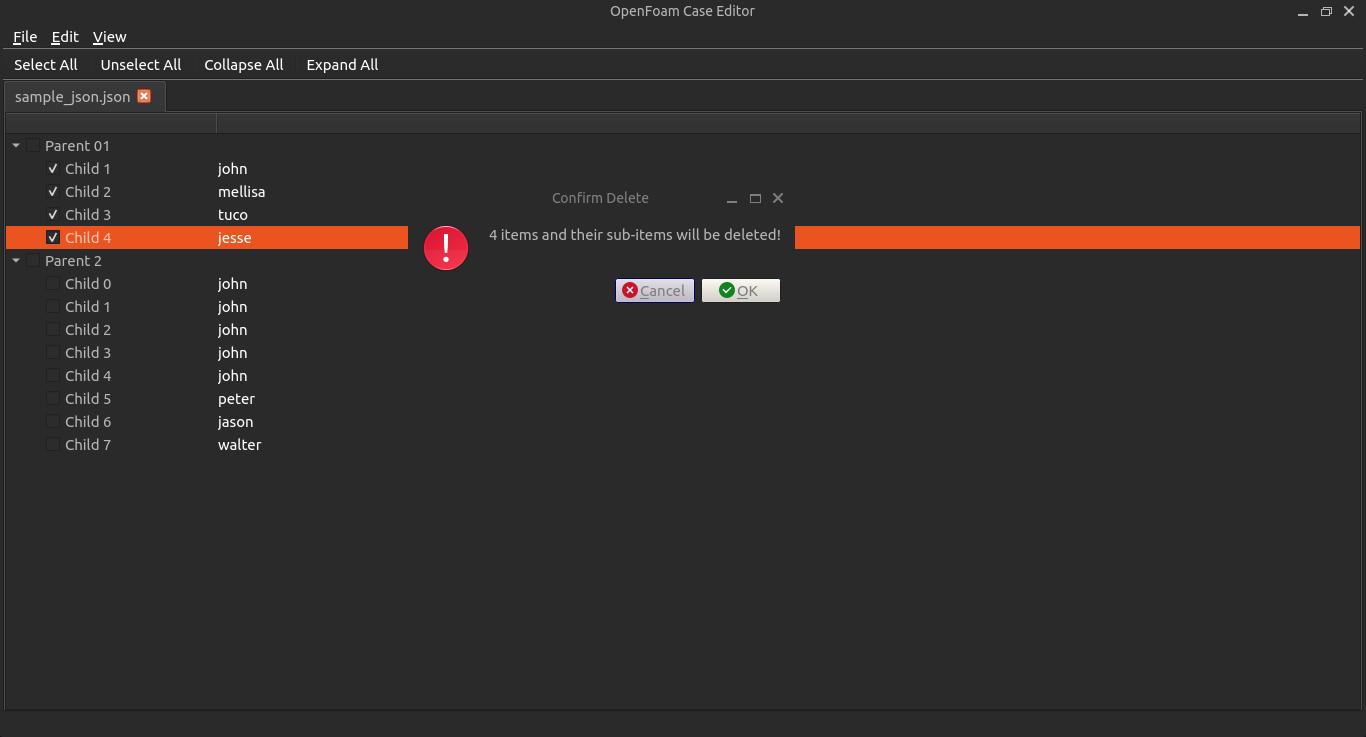 OpenFoam Case Editor
File Edit View
Select All Unselect All Collapse All Expand All
sample_json.json
Parent 01
Child 1 john
Child 2 mellisa
Confirm Delete
Child 3 tuco
4 items and their sub-items will be deleted!
Child 4 jesse
Parent 2
Child 0 john
Cancel OK
Child 1 john
Child 2 john
Child 3 john
Child 4 john
Child 5 peter
Child 6 jason
Child 7 walter